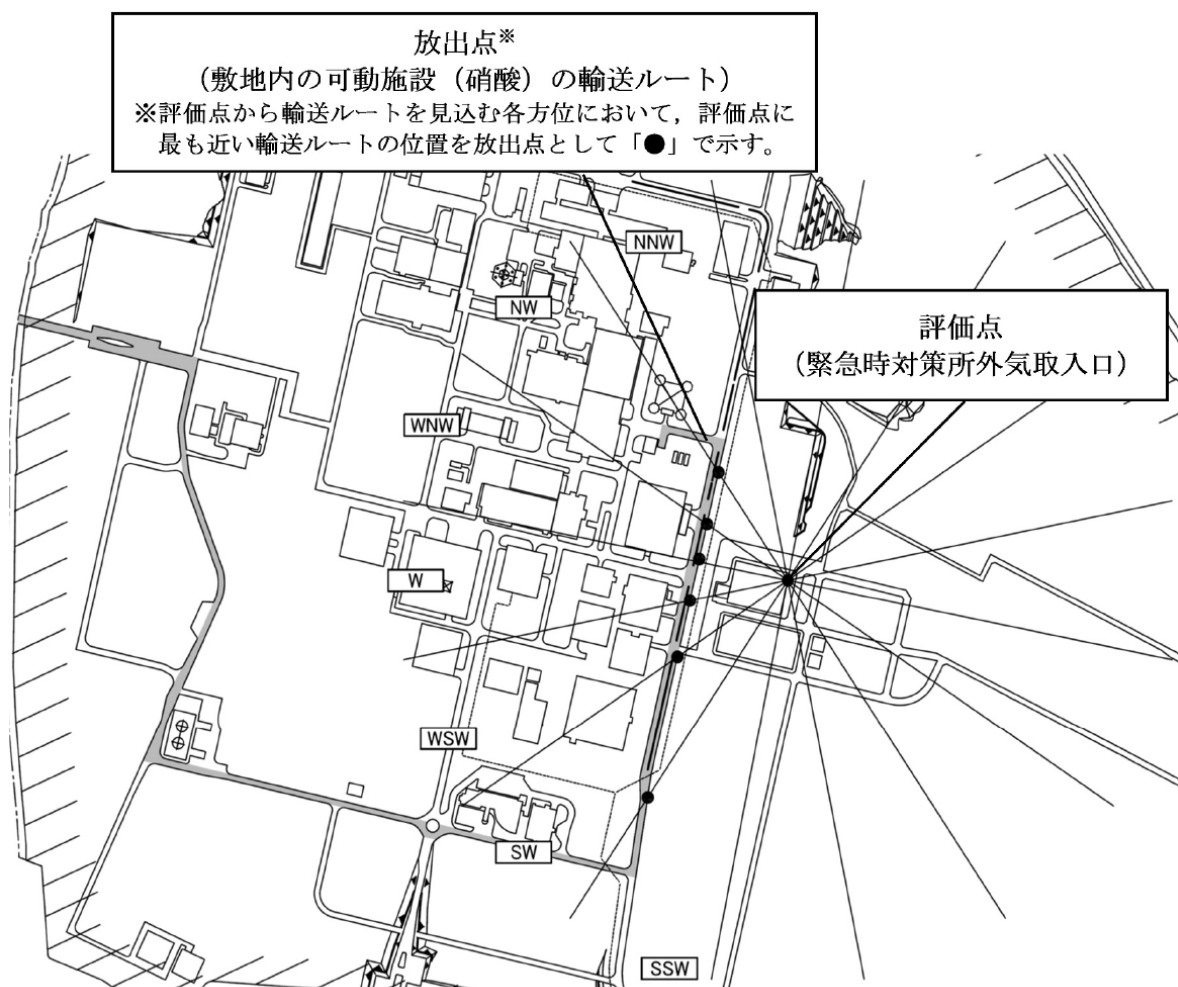 放出点※
(敷地内の可動施設(硝酸)の輸送ルート)
※評価点から輸送ルートを見込む各方位において,評価点に
最も近い輸送ルートの位置を放出点として「●」で示す。
NNW
NW
評価点
(緊急時対策所外気取入口)
WNW
W
WSW
SW
SSW